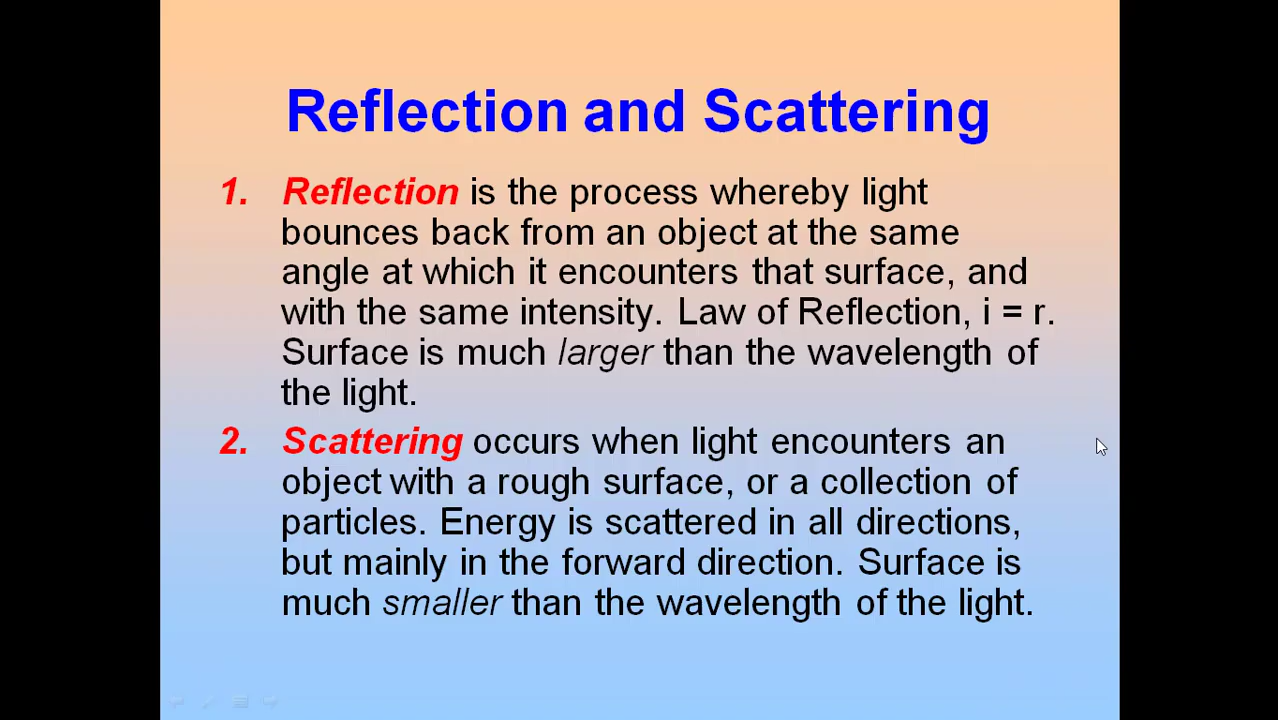 Reflection and Scattering
1. Reflection is the process whereby light
bounces back from an object at the same
angle at which it encounters that surface, and
with the same intensity. Law of Reflection, i = r.
Surface is much larger than the wavelength of
the light.
2. Scattering occurs when light encounters an
object with a rough surface, or a collection of
particles. Energy is scattered in all directions,
but mainly in the forward direction. Surface is
much smaller than the wavelength of the light.